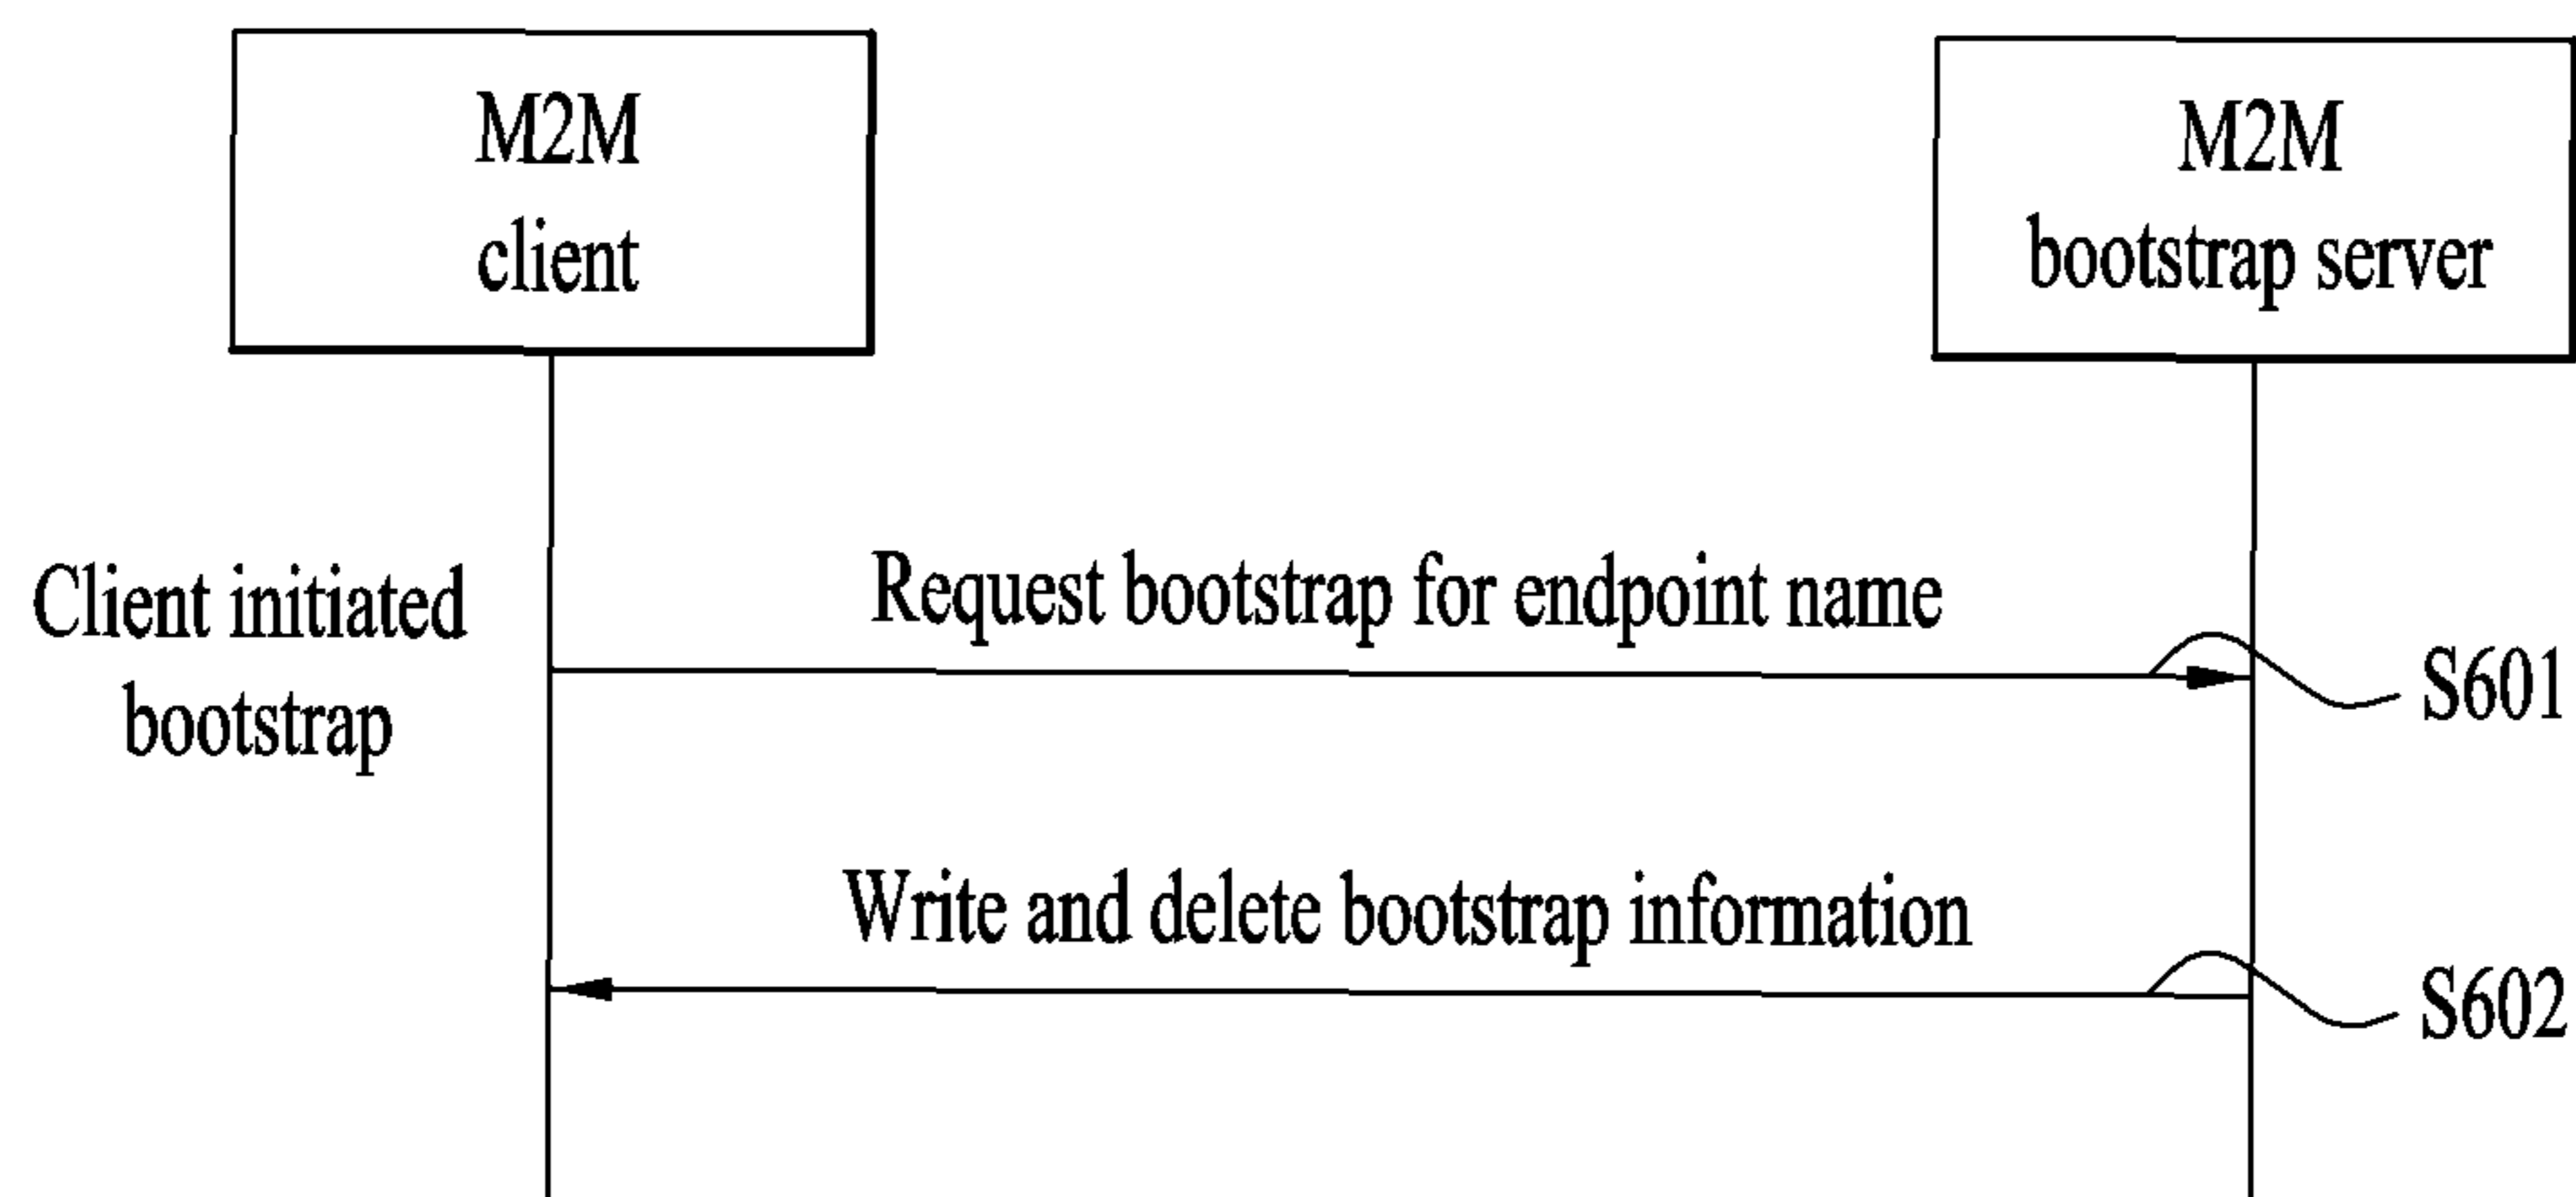 M2M
client
M2M
bootstrap server
Client initiated
bootstrap
Request bootstrap for endpoint name
S601
Write and delete bootstrap information
S602